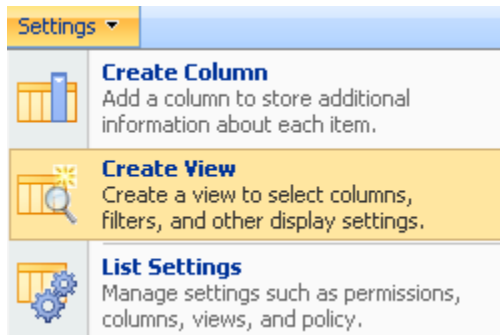 Settings
Create Column
Add a column to store additional
information about each item.
Create View
Create a view to select columns,
filters, and other display settings.
List Settings
Manage settings such as permissions,
columns, views, and policy.